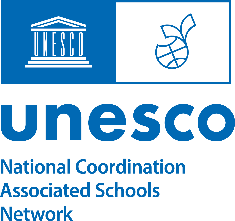 UNESCO
unesco
National Coordination
Associated Schools
Network